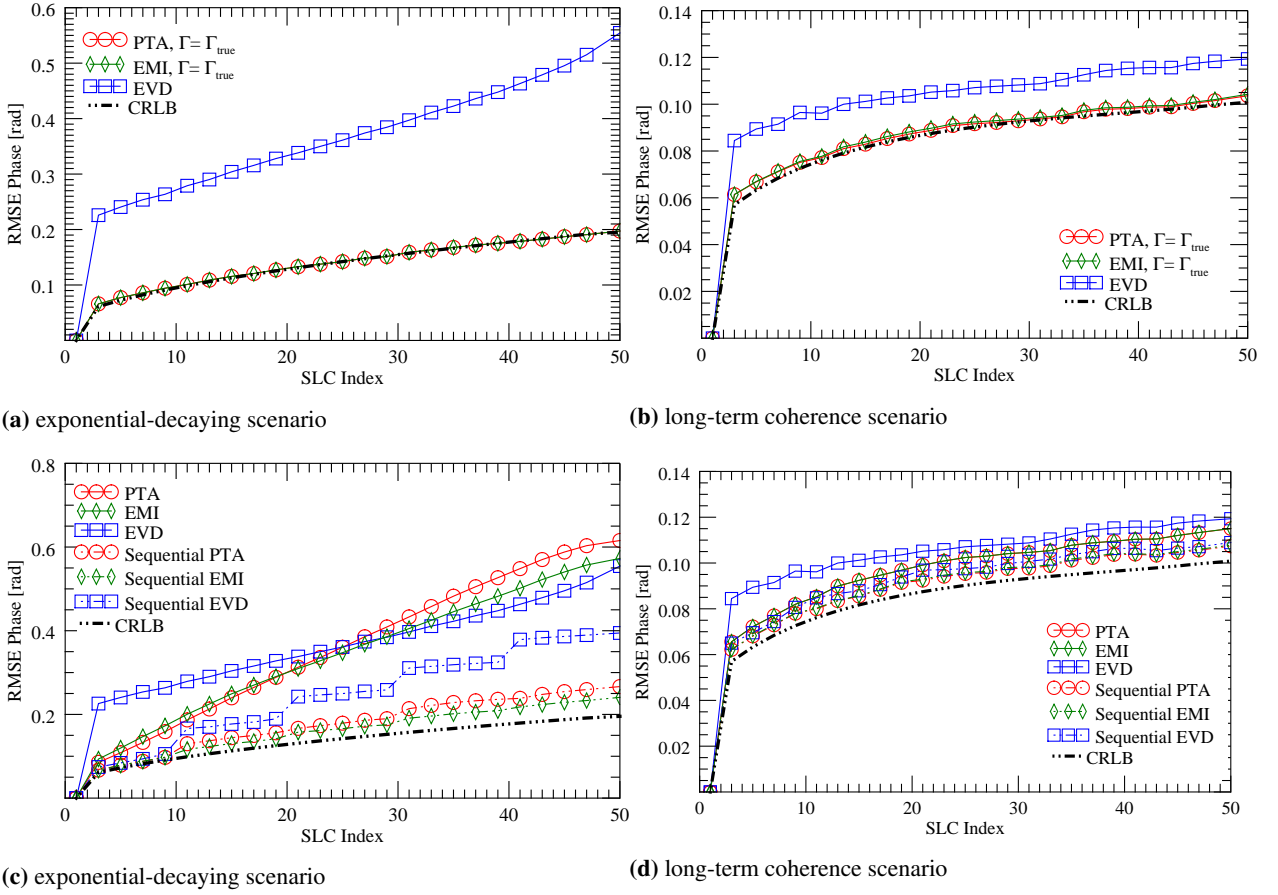 0.6
0.5
0.4
0.3
0.2
0.1
RMSE Phase [rad]
PTA, Γ= Γtrue
EMI, Γ= Γtrue
EVD
CRLB
0 10 20 30 40 50
SLC Index
(a) exponential-decaying scenario
0.14
0.12
0.10
0.08
0.06
0.04
0.02
RMSE Phase [rad]
PTA, Γ= Γtrue
EMI, Γ= Γtrue
EVD
CRLB
0 10 20 30 40 50
SLC Index
(b) long-term coherence scenario
0.8
0.6
0.4
0.2
RMSE Phase [rad]
PTA
EMI
EVD
Sequential PTA
Sequential EMI
Sequential EVD
CRLB
0 10 20 30 40 50
SLC Index
(c) exponential-decaying scenario
0.14
0.12
0.10
0.08
0.06
0.04
0.02
RMSE Phase [rad]
PTA
EMI
EVD
Sequential PTA
Sequential EMI
Sequential EVD
CRLB
0 10 20 30 40 50
SLC Index
(d) long-term coherence scenario